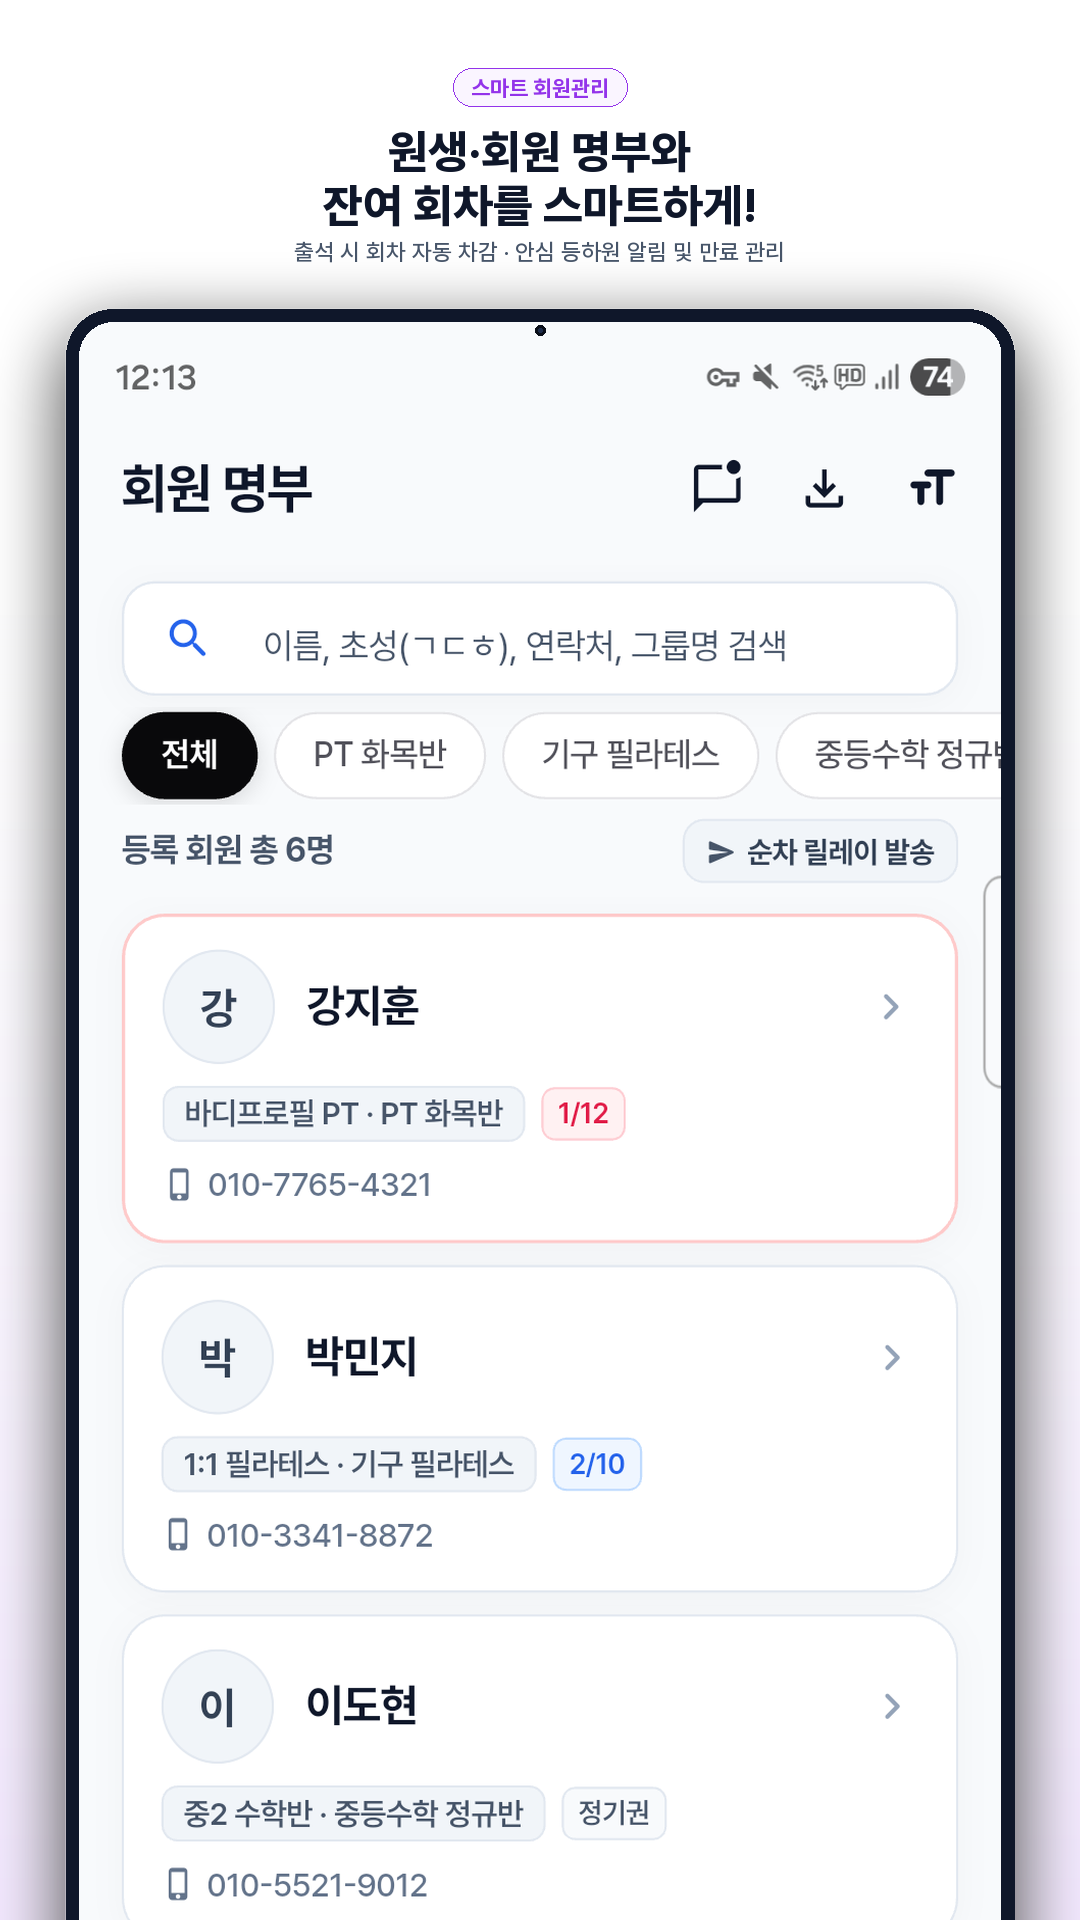 스마트 회원관리
원생·회원 명부와
잔여 회차를 스마트하게!
출석 시 회차 자동 차감 · 안심 등하원 알림 및 만료 관리
12:13
5 HD 74
회원 명부
이름, 초성(ㄱㄷㅎ), 연락처, 그룹명 검색
전체 PT 화목반 기구 필라테스 중등수학 정규
등록 회원 총 6명 순차 릴레이 발송
강 강지훈
바디프로필 PT · PT 화목반 1/12
010-7765-4321
박 박민지
1:1 필라테스 · 기구 필라테스 2/10
010-3341-8872
이 이도현
중2 수학반 · 중등수학 정규반 정기권
010-5521-9012